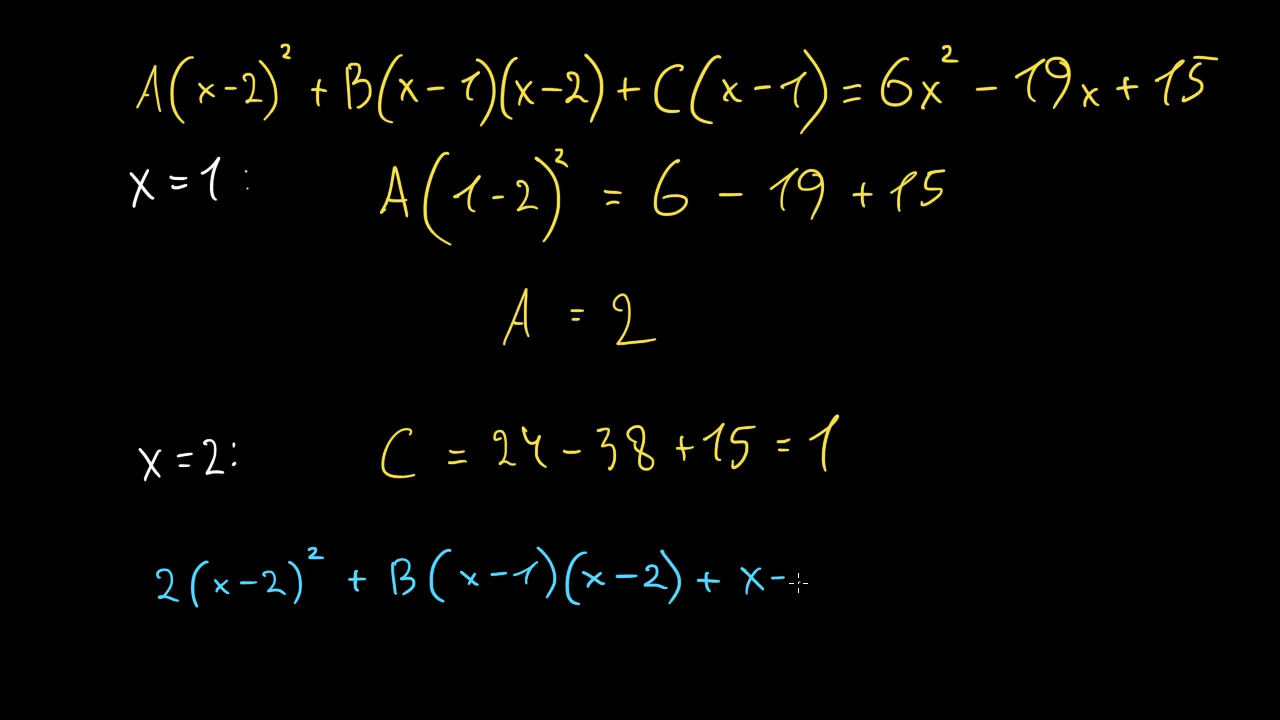 A(x-2)² + B(x-1)(x-2) + C(x-1) = 6x² - 19x + 15
x = 1 : A(1-2)² = 6 - 19 + 15
A = 2
x = 2 : C = 24 - 38 + 15 = 1
2(x-2)² + B(x-1)(x-2) + x -